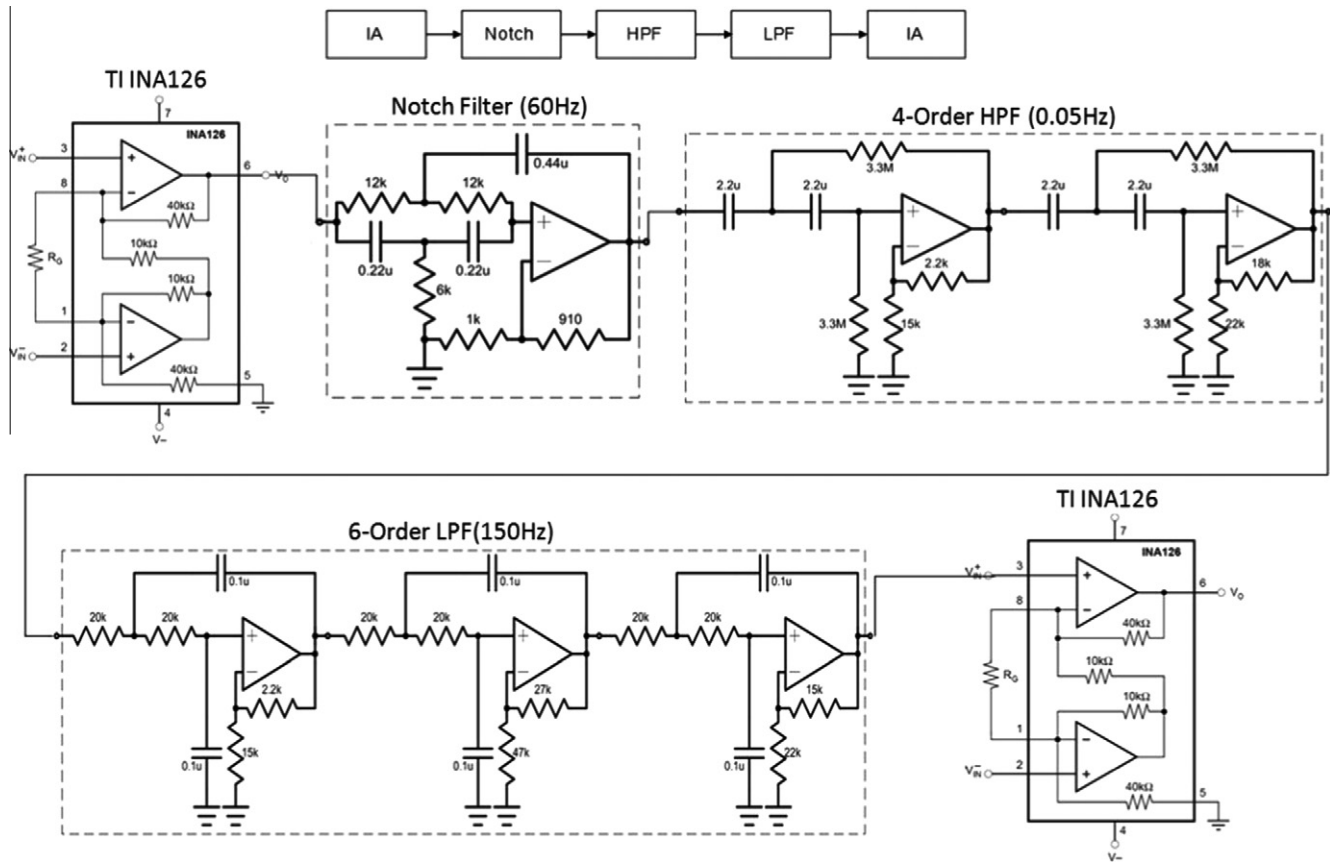 IA Notch HPF LPF IA
TI INA126
Notch Filter (60Hz)
4-Order HPF (0.05Hz)
7
INA126
V+IN 3
8
6 VO
40kΩ
10kΩ
RG
10kΩ
1
V−IN 2
40kΩ
5
4
V−
0.44u
12k 12k
0.22u 0.22u
6k
1k 910
3.3M
2.2u 2.2u
2.2k
3.3M 15k
3.3M
2.2u 2.2u
18k
3.3M 22k
6-Order LPF(150Hz)
0.1u
20k 20k
2.2k
0.1u 15k
0.1u
20k 20k
27k
0.1u 47k
0.1u
20k 20k
15k
0.1u 22k
TI INA126
7
INA126
V+IN 3
8
6 VO
40kΩ
10kΩ
RG
10kΩ
1
V−IN 2
40kΩ
5
4
V−